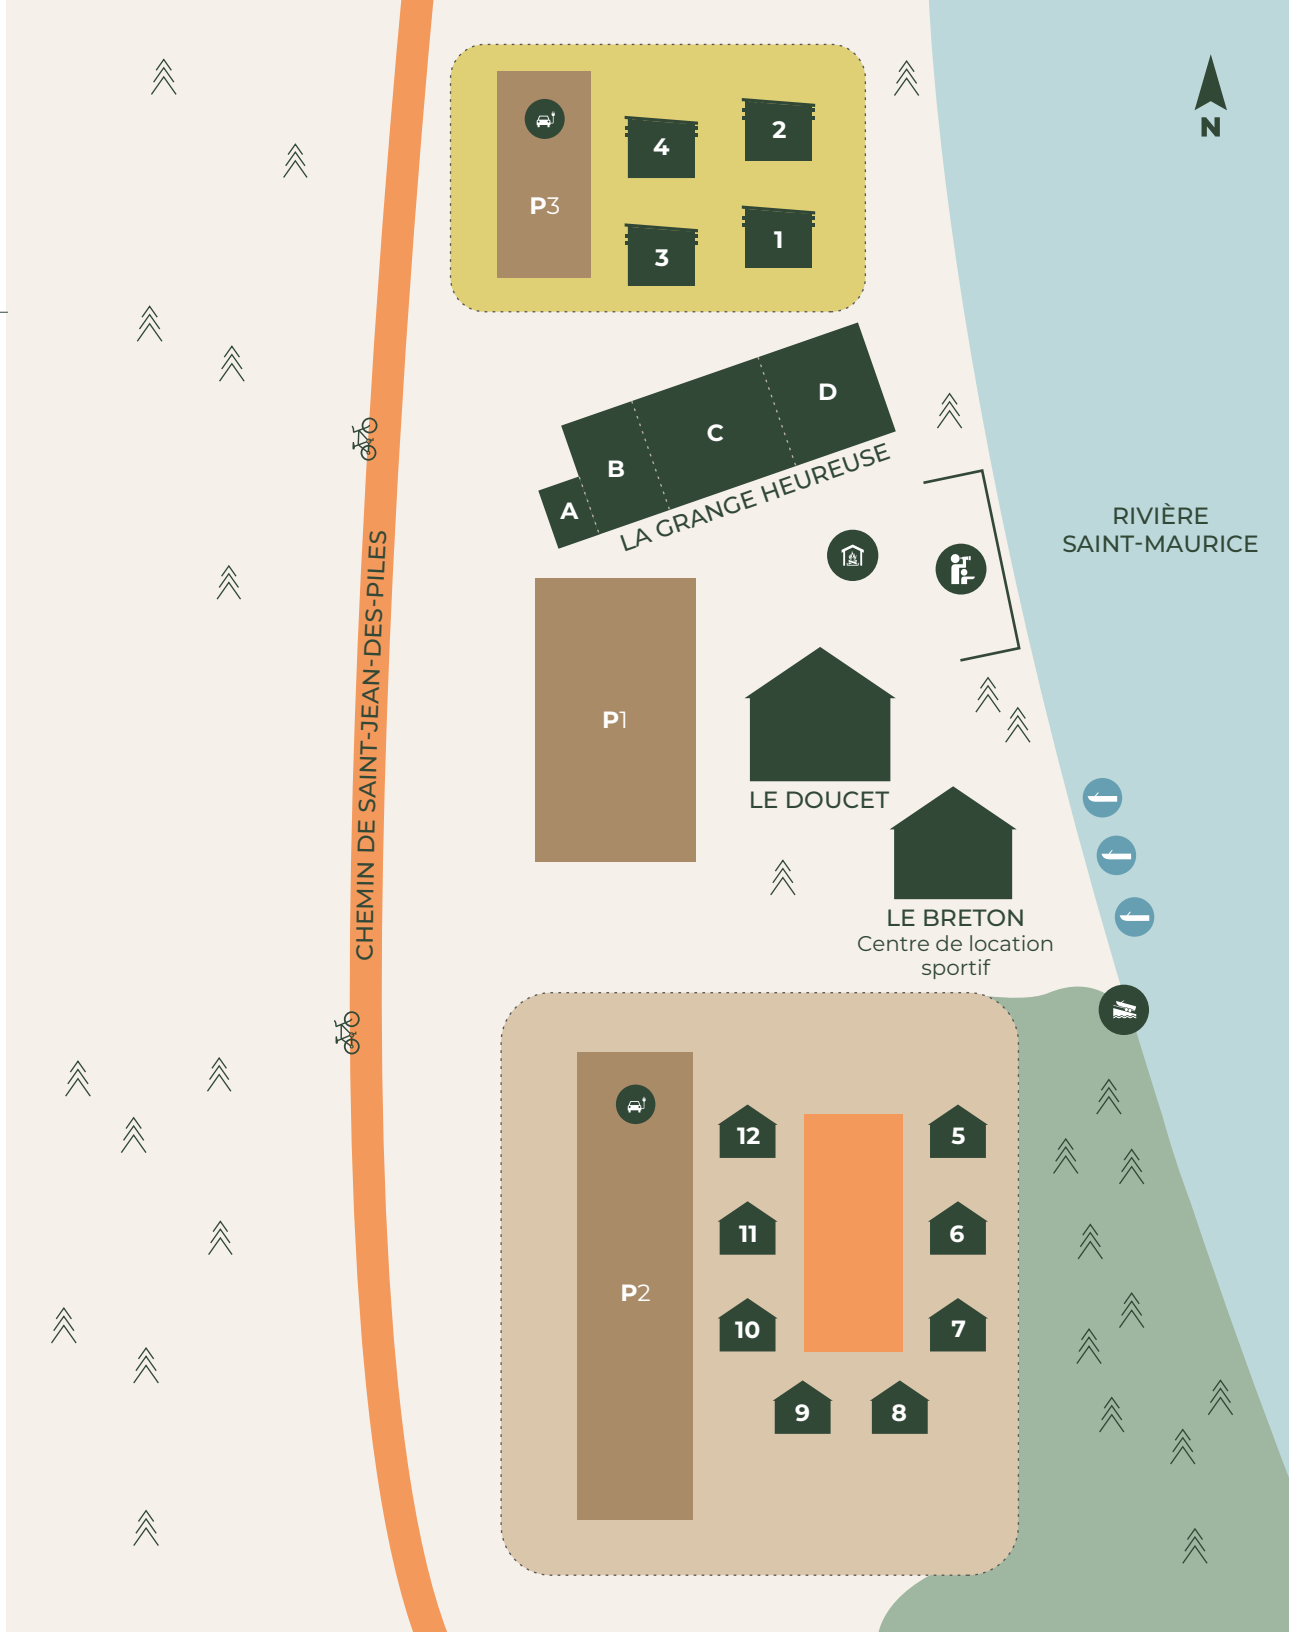 N
2
4
P3
1
3
D
C
B
A
LA GRANGE HEUREUSE
RIVIÈRE
SAINT-MAURICE
CHEMIN DE SAINT-JEAN-DES-PILES
P1
LE DOUCET
LE BRETON
Centre de location
sportif
12
5
11
6
P2
10
7
9
8